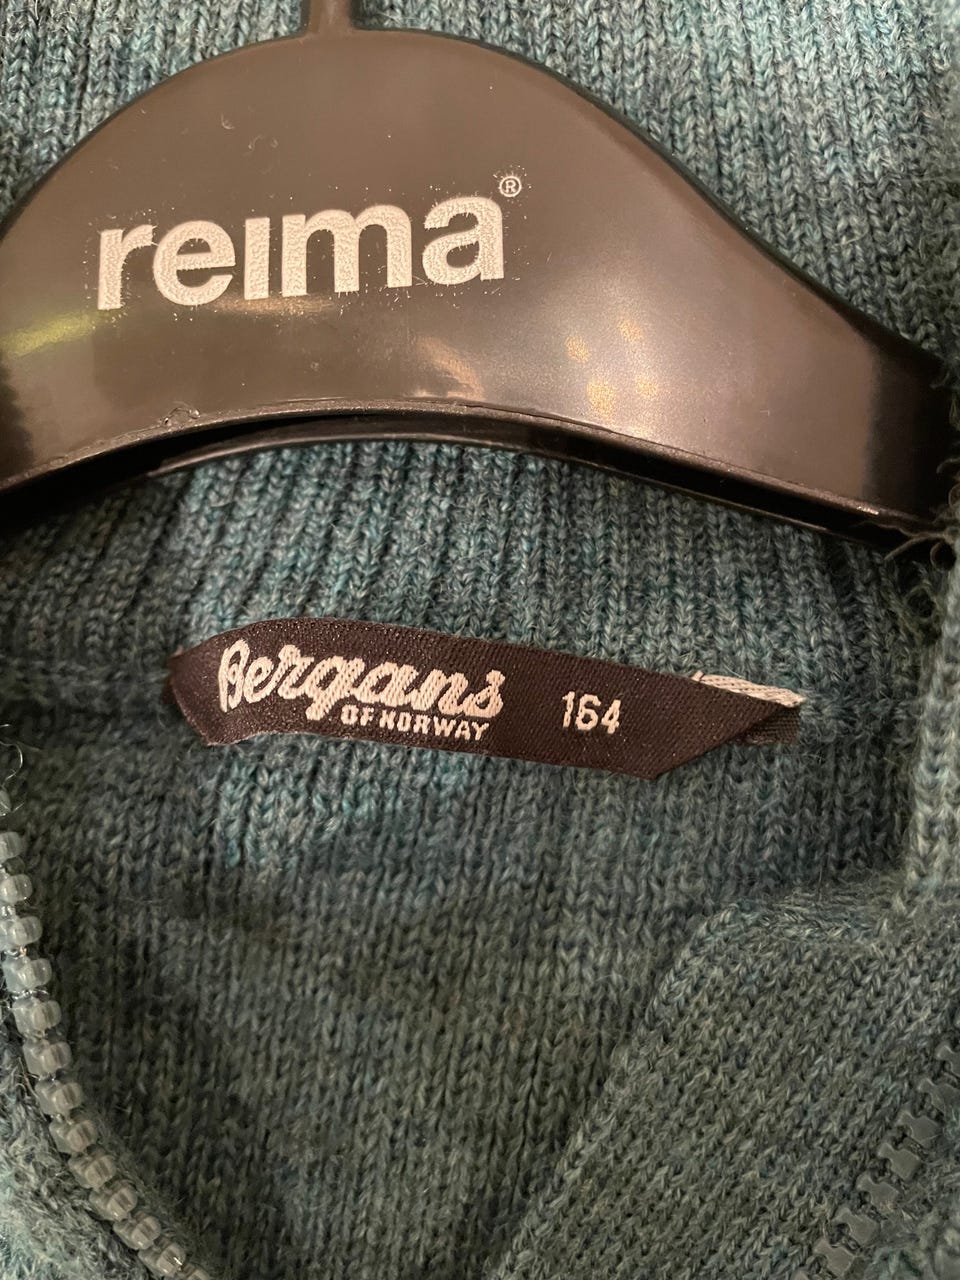 reima®
Bergans
OF NORWAY
164